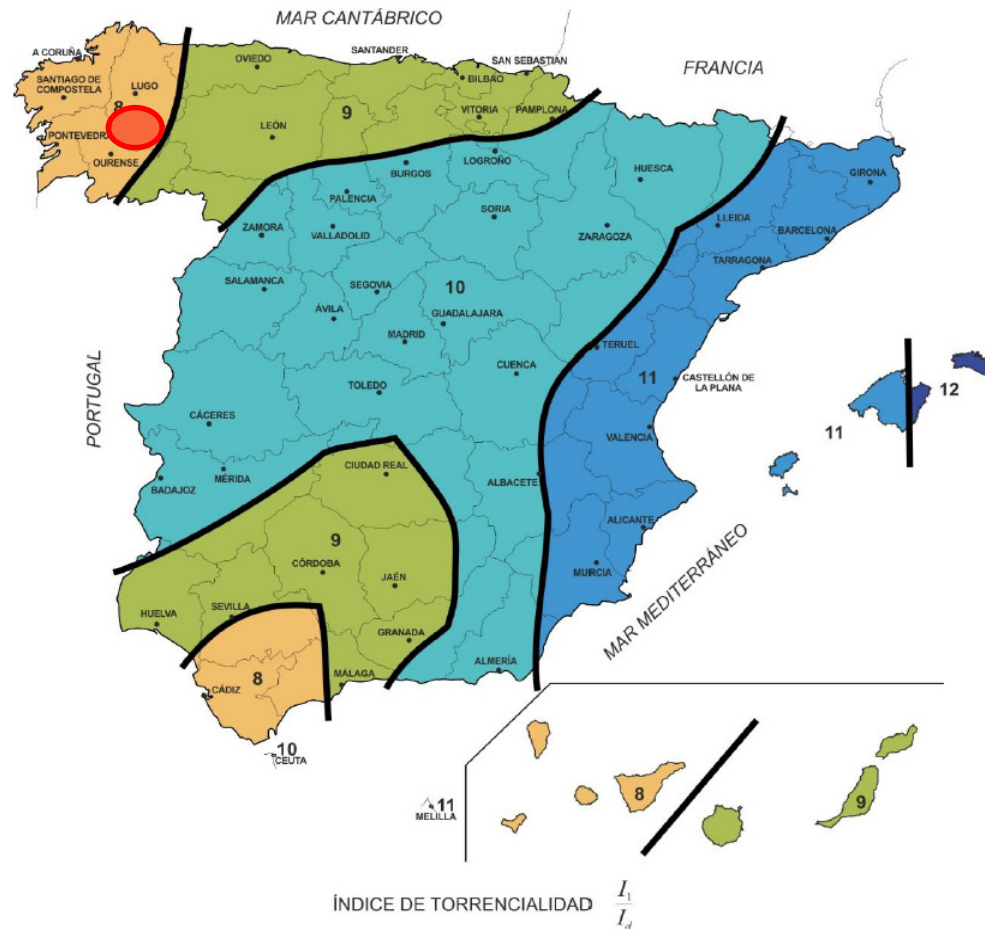 MAR CANTÁBRICO
A CORUÑA
OVIEDO
SANTANDER
SAN SEBASTIAN
BILBAO
FRANCIA
SANTIAGO DE
COMPOSTELA
LUGO
8
9
VITORIA
PAMPLONA
PONTEVEDRA
LEÓN
OURENSE
LOGROÑO
BURGOS
HUESCA
GIRONA
PALENCIA
SORIA
LLEIDA
BARCELONA
ZAMORA
VALLADOLID
ZARAGOZA
TARRAGONA
SALAMANCA
SEGOVIA
10
ÁVILA
GUADALAJARA
MADRID
TERUEL
CUENCA
11
CASTELLÓN DE
LA PLANA
12
PORTUGAL
TOLEDO
CÁCERES
VALENCIA
11
MÉRIDA
BADAJOZ
CIUDAD REAL
ALBACETE
ALICANTE
MAR MEDITERRÁNEO
9
CÓRDOBA
JAÉN
MURCIA
HUELVA
SEVILLA
GRANADA
ALMERÍA
MÁLAGA
8
CÁDIZ
10
CEUTA
11
MELILLA
8
9
ÍNDICE DE TORRENCIALIDAD I₁/I_d